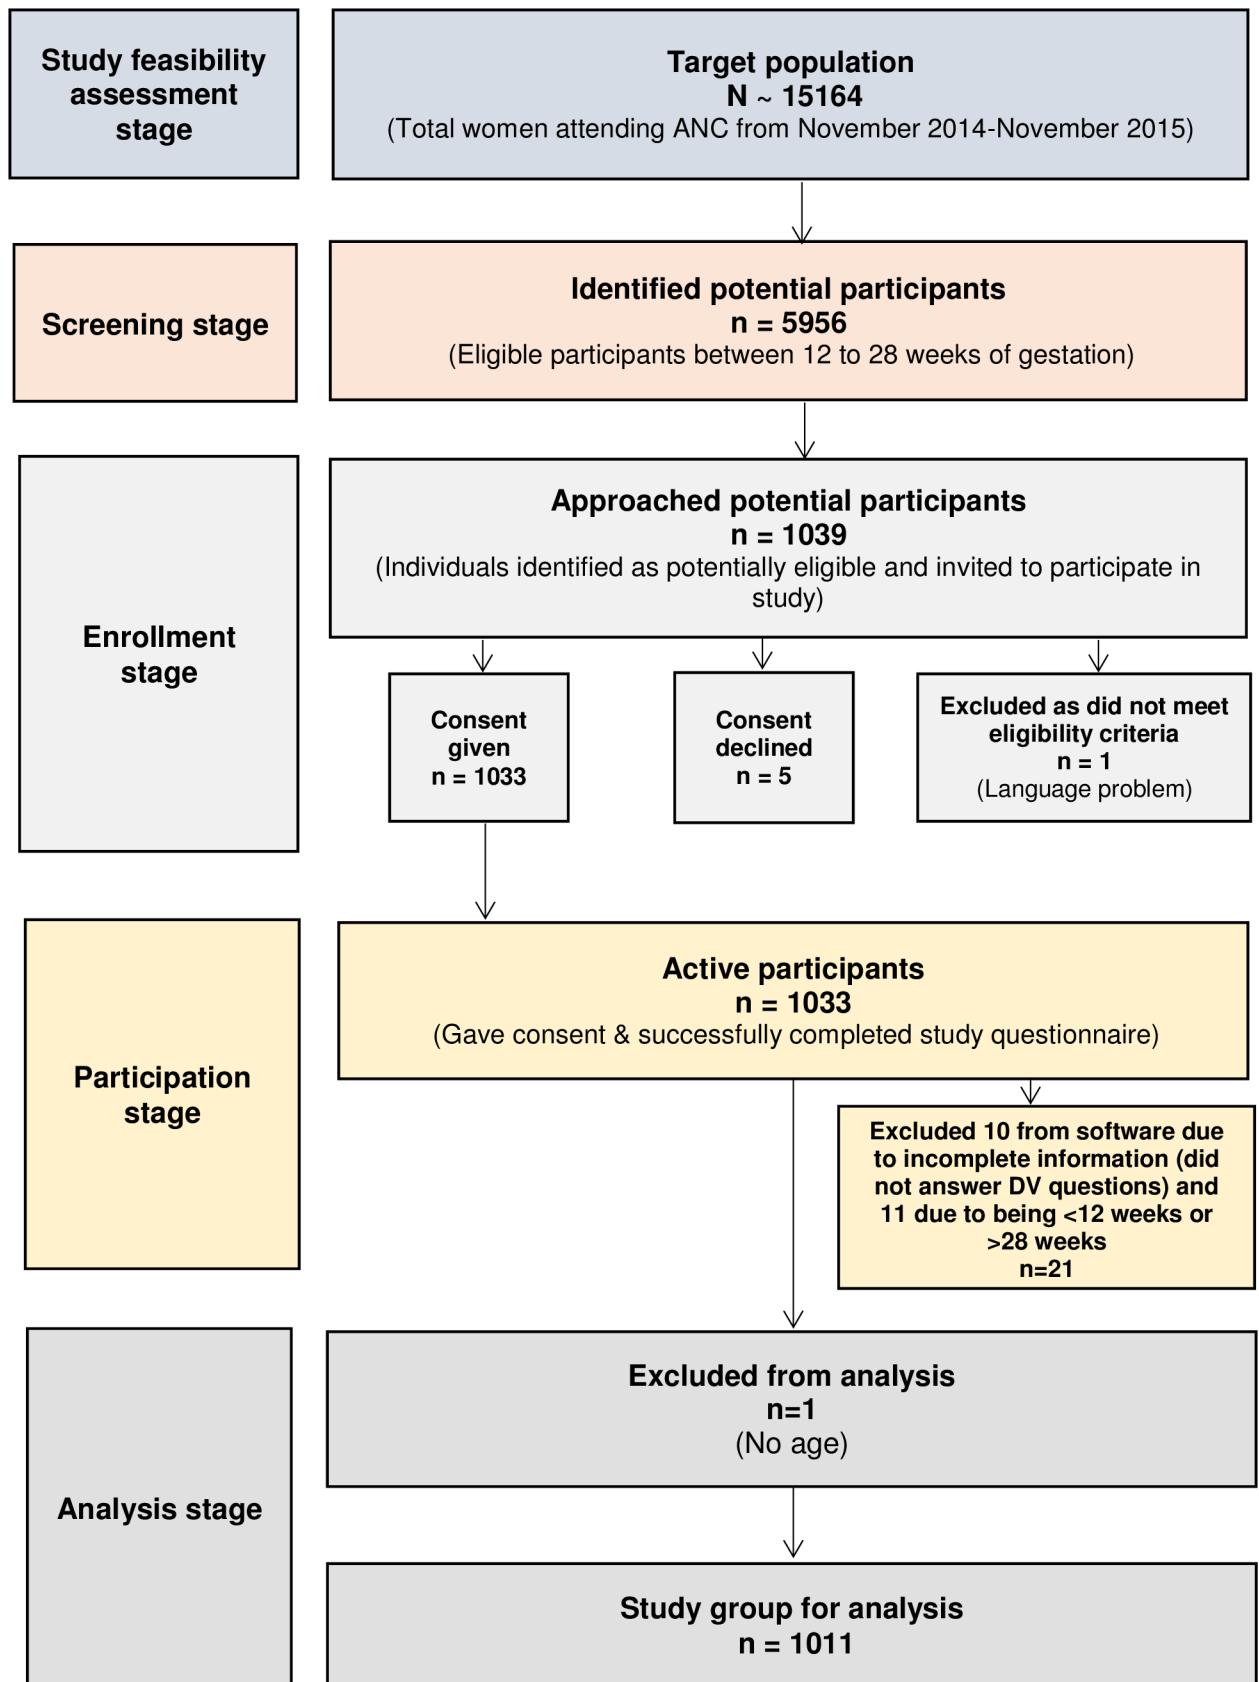 Study feasibility
assessment
stage
Target population
N ~ 15164
(Total women attending ANC from November 2014-November 2015)
Screening stage
Identified potential participants
n = 5956
(Eligible participants between 12 to 28 weeks of gestation)
Enrollment
stage
Approached potential participants
n = 1039
(Individuals identified as potentially eligible and invited to participate in
study)
Consent
given
n = 1033
Consent
declined
n = 5
Excluded as did not meet
eligibility criteria
n = 1
(Language problem)
Participation
stage
Active participants
n = 1033
(Gave consent & successfully completed study questionnaire)
Excluded 10 from software due
to incomplete information (did
not answer DV questions) and
11 due to being <12 weeks or
>28 weeks
n=21
Analysis stage
Excluded from analysis
n=1
(No age)
Study group for analysis
n = 1011